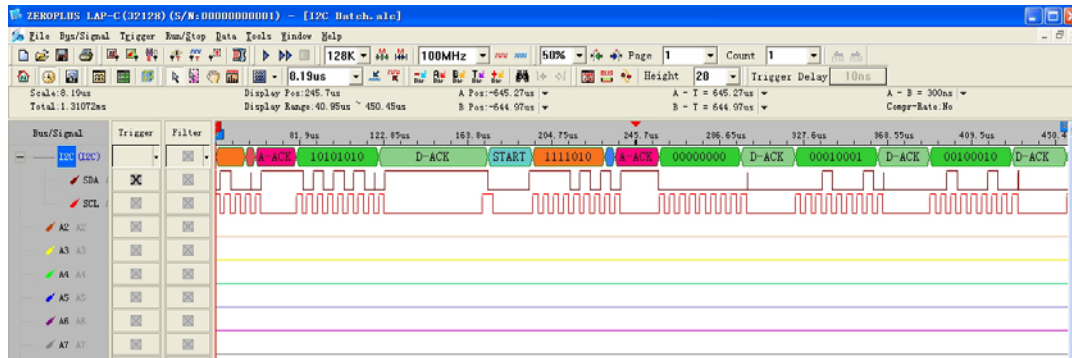 ZEROPLUS LAP-C(32128)(S/N:00000000001) - [I2C Batch.alc]
File Bus/Signal Trigger Run/Stop Data Tools Window Help
128K 100MHz 50% Page 1 Count 1
8.19us Height 28 Trigger Delay 10ns
Scale:8.19us Display Pos:245.7us A Pos:-645.27us A - T = 645.27us A - B = 300ns
Total:1.31072ms Display Range:40.95us ~ 450.45us B Pos:-644.97us B - T = 644.97us Compr-Rate:No
Bus/Signal Trigger Filter 81.9us 122.85us 163.8us 204.75us 245.7us 286.65us 327.6us 368.55us 409.5us 450.4
I2C (I2C) A-ACK 10101010 D-ACK START 1111010 A-ACK 00000000 D-ACK 00010001 D-ACK 00100010 D-ACK
SDA
SCL
A2 A2
A3 A3
A4 A4
A5 A5
A6 A6
A7 A7